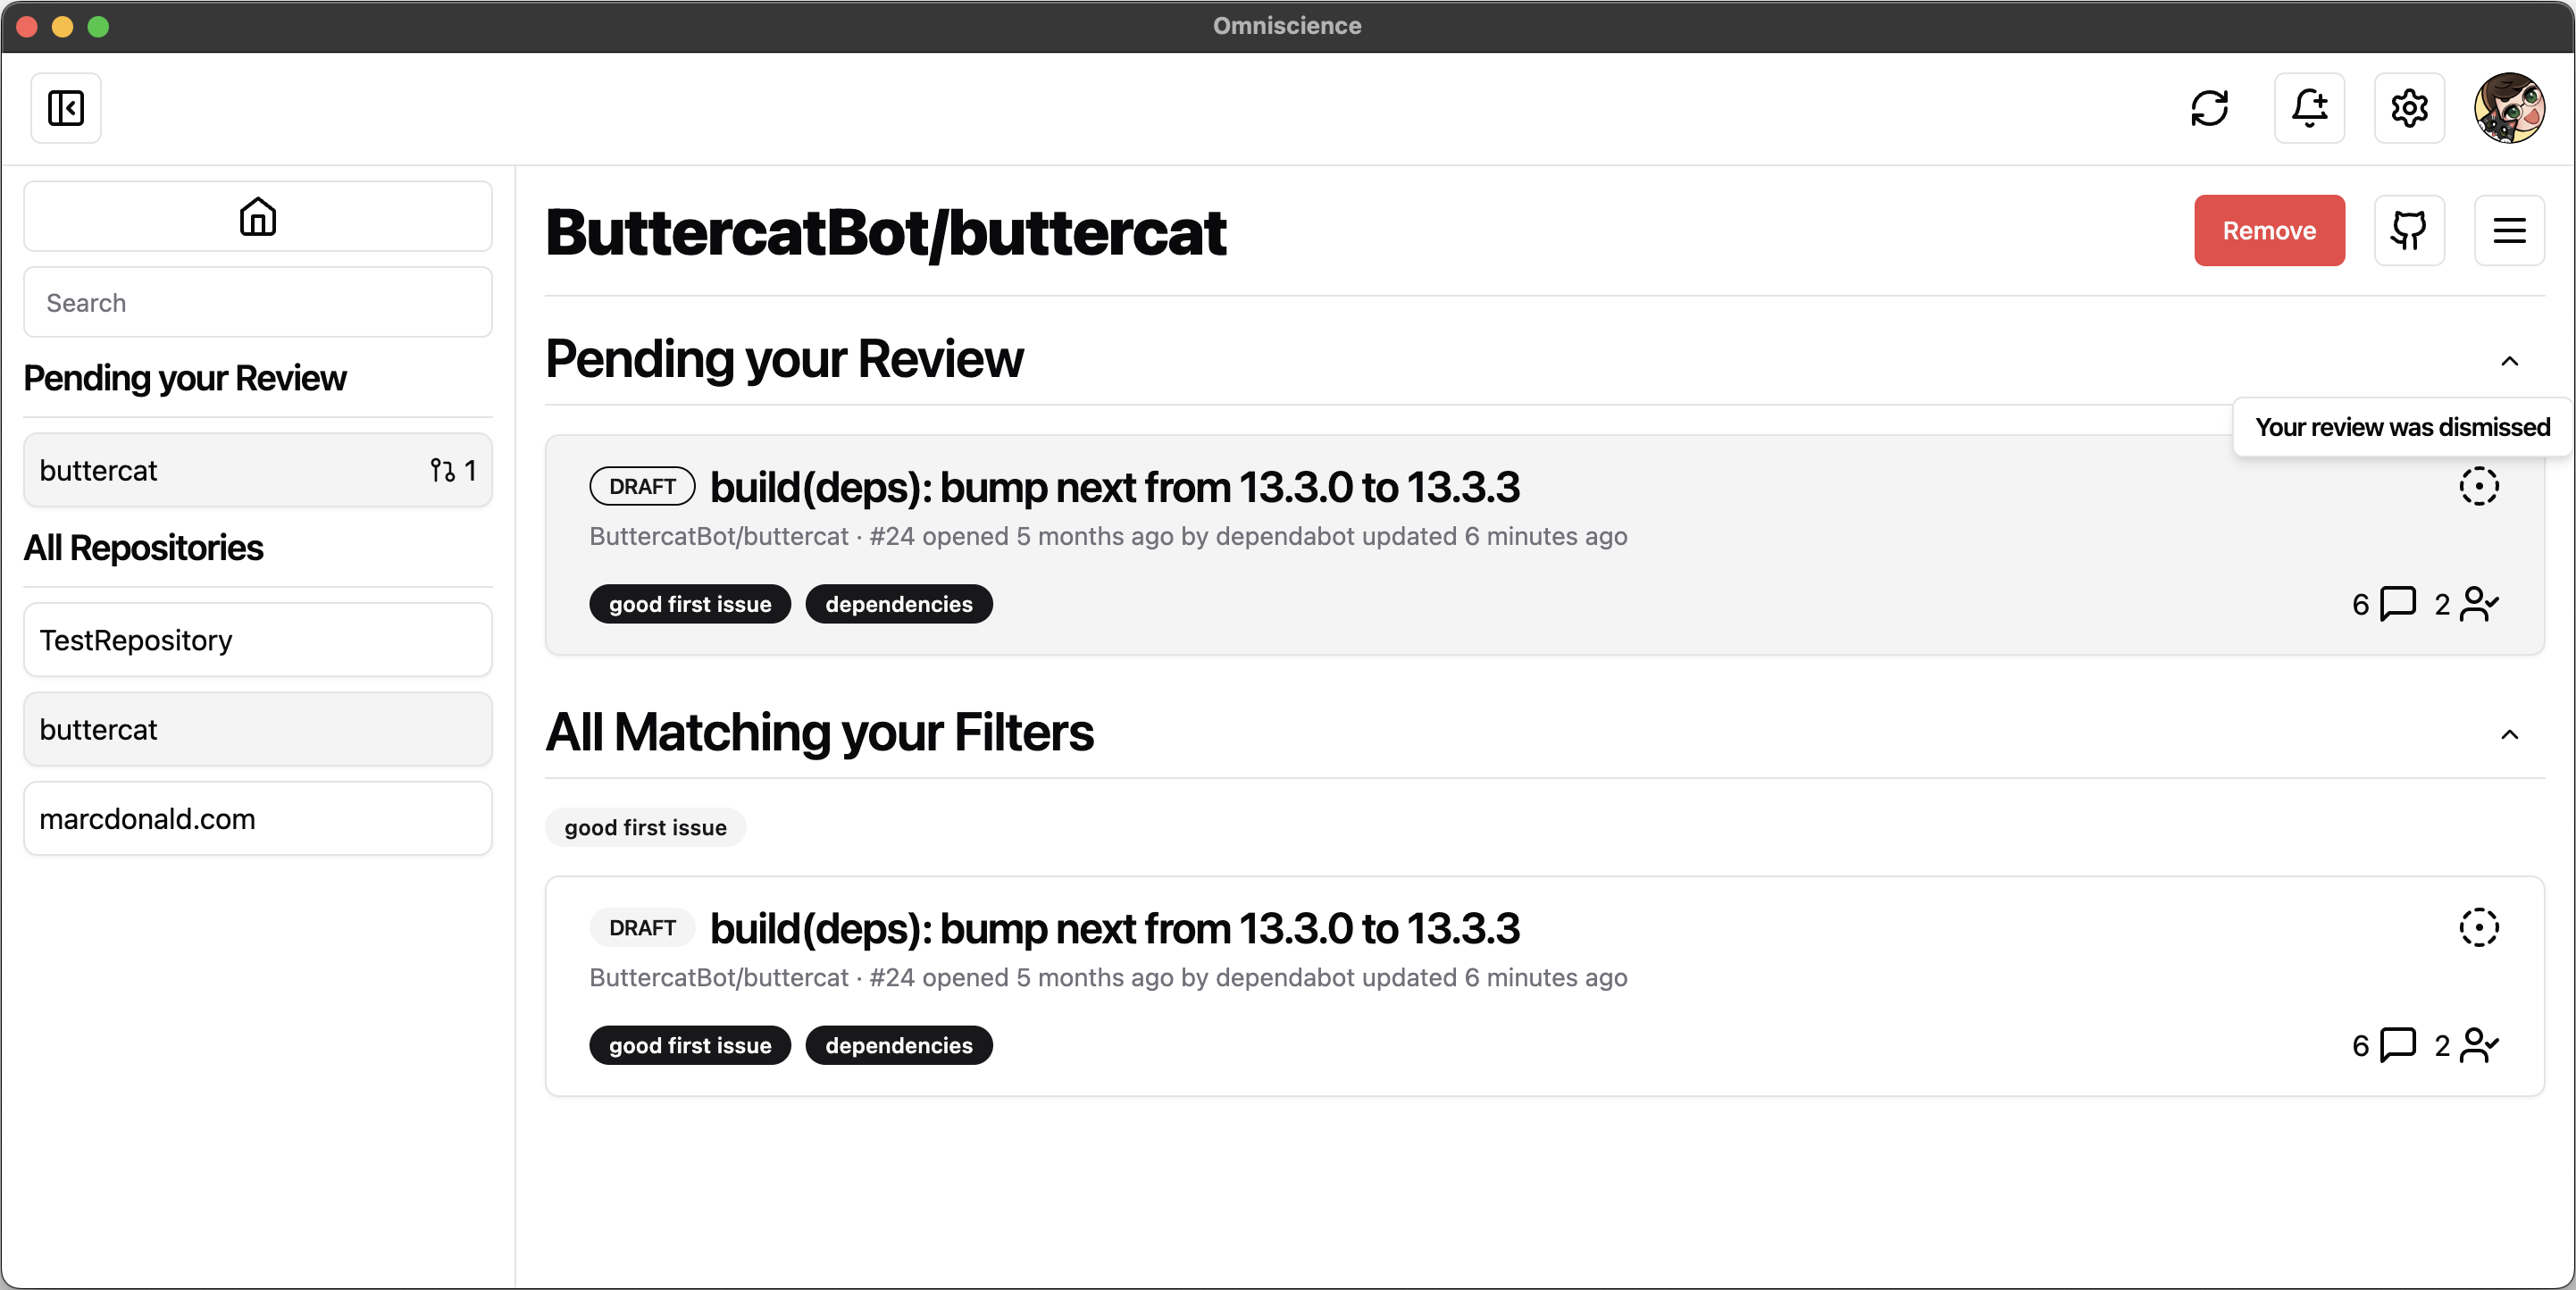 Omniscience
Search
Pending your Review
buttercat 1
All Repositories
TestRepository
buttercat
marcdonald.com
ButtercatBot/buttercat
Remove
Pending your Review
Your review was dismissed
DRAFT build(deps): bump next from 13.3.0 to 13.3.3
ButtercatBot/buttercat · #24 opened 5 months ago by dependabot updated 6 minutes ago
good first issue dependencies
6 2
All Matching your Filters
good first issue
DRAFT build(deps): bump next from 13.3.0 to 13.3.3
ButtercatBot/buttercat · #24 opened 5 months ago by dependabot updated 6 minutes ago
good first issue dependencies
6 2